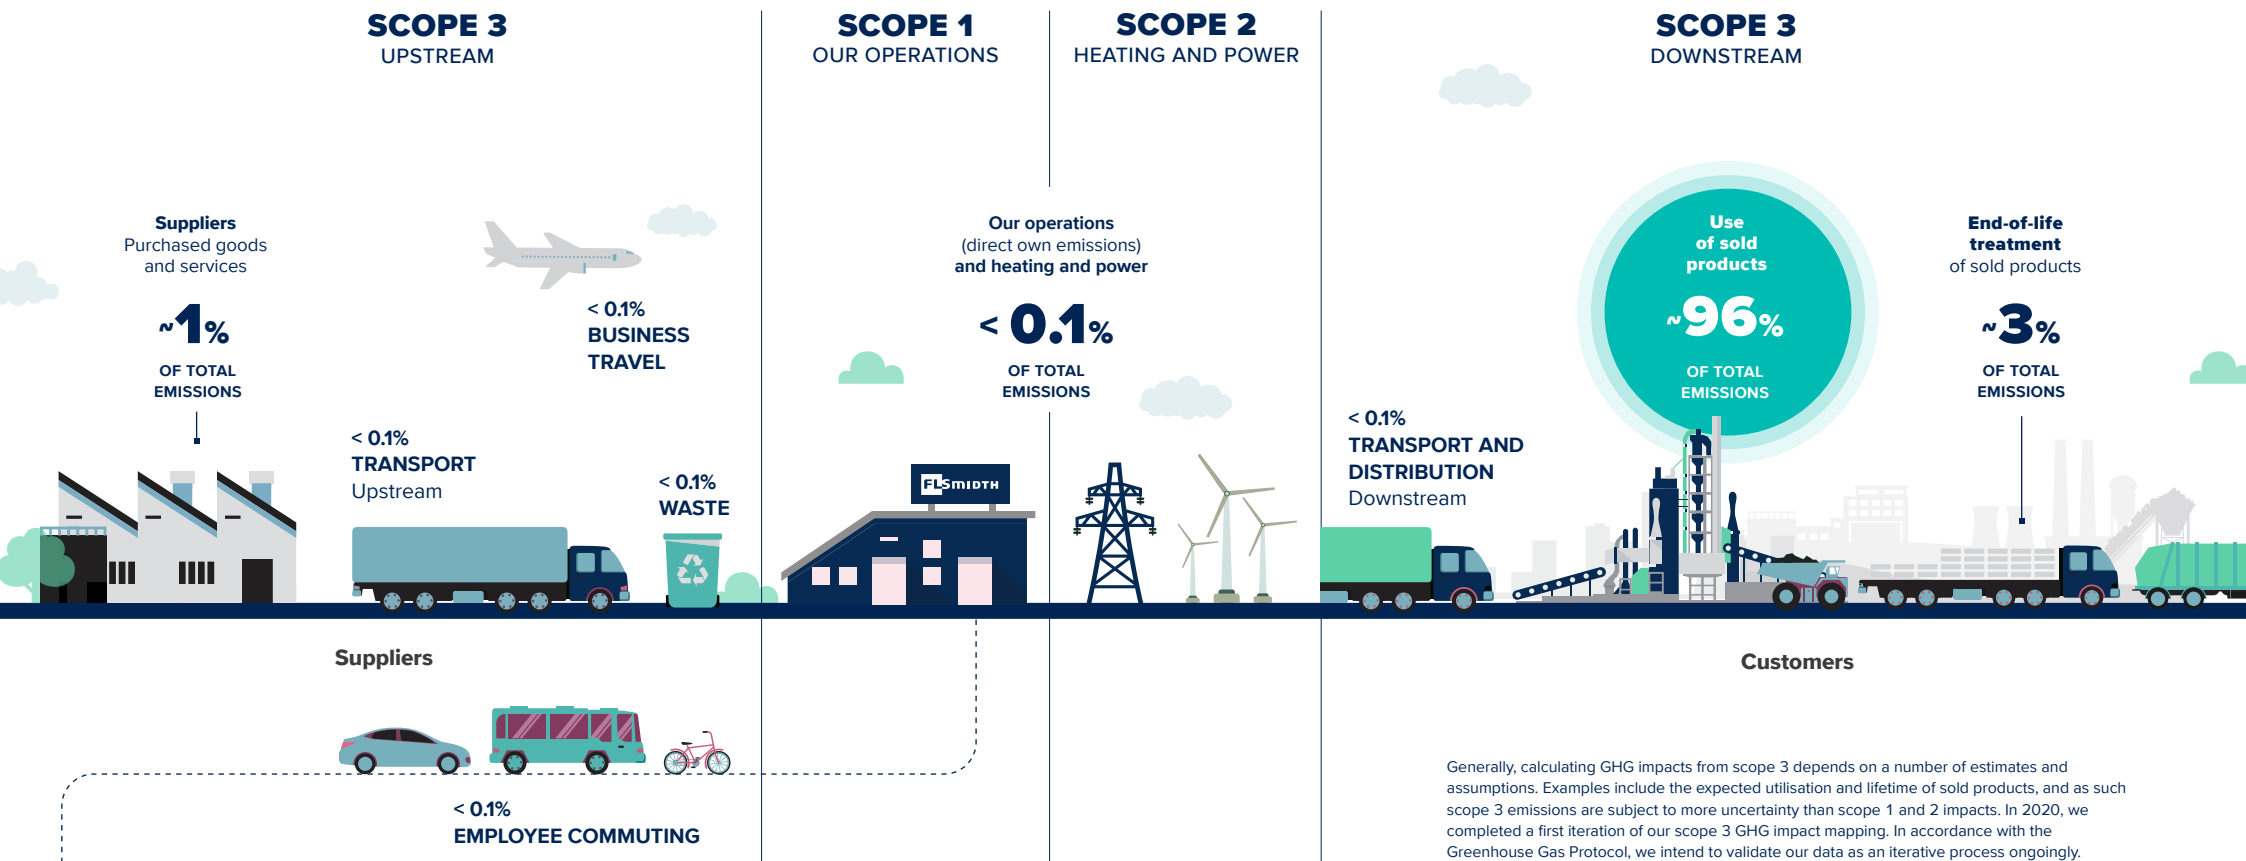 SCOPE 3
UPSTREAM
SCOPE 1
OUR OPERATIONS
SCOPE 2
HEATING AND POWER
SCOPE 3
DOWNSTREAM
Suppliers
Purchased goods
and services
~1%
OF TOTAL
EMISSIONS
< 0.1%
BUSINESS
TRAVEL
< 0.1%
TRANSPORT
Upstream
< 0.1%
WASTE
Our operations
(direct own emissions)
and heating and power
< 0.1%
OF TOTAL
EMISSIONS
FLSMIDTH
< 0.1%
TRANSPORT AND
DISTRIBUTION
Downstream
Use
of sold
products
~96%
OF TOTAL
EMISSIONS
End-of-life
treatment
of sold products
~3%
OF TOTAL
EMISSIONS
Suppliers
Customers
< 0.1%
EMPLOYEE COMMUTING
Generally, calculating GHG impacts from scope 3 depends on a number of estimates and
assumptions. Examples include the expected utilisation and lifetime of sold products, and as such
scope 3 emissions are subject to more uncertainty than scope 1 and 2 impacts. In 2020, we
completed a first iteration of our scope 3 GHG impact mapping. In accordance with the
Greenhouse Gas Protocol, we intend to validate our data as an iterative process ongoingly.